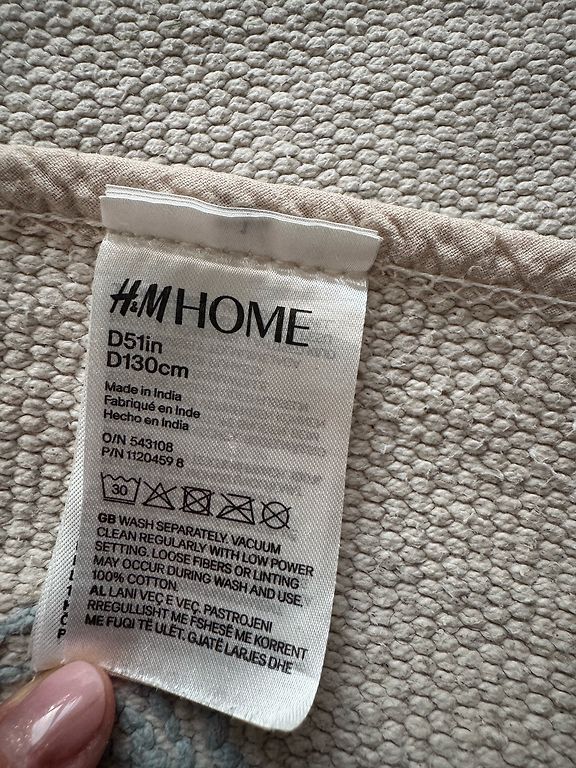 H&M HOME
D51in
D130cm
Made in India
Fabriqué en Inde
Hecho en India
O/N 543108
P/N 1120459 8
30
GB WASH SEPARATELY. VACUUM
CLEAN REGULARLY WITH LOW POWER
SETTING. LOOSE FIBERS OR LINTING
MAY OCCUR DURING WASH AND USE.
100% COTTON
AL LANI VEÇ E VEÇ. PASTROJENI
RREGULLISHT ME FSHESË ME KORRENT
ME FUQI TË ULËT. GJATË LARJES DHE